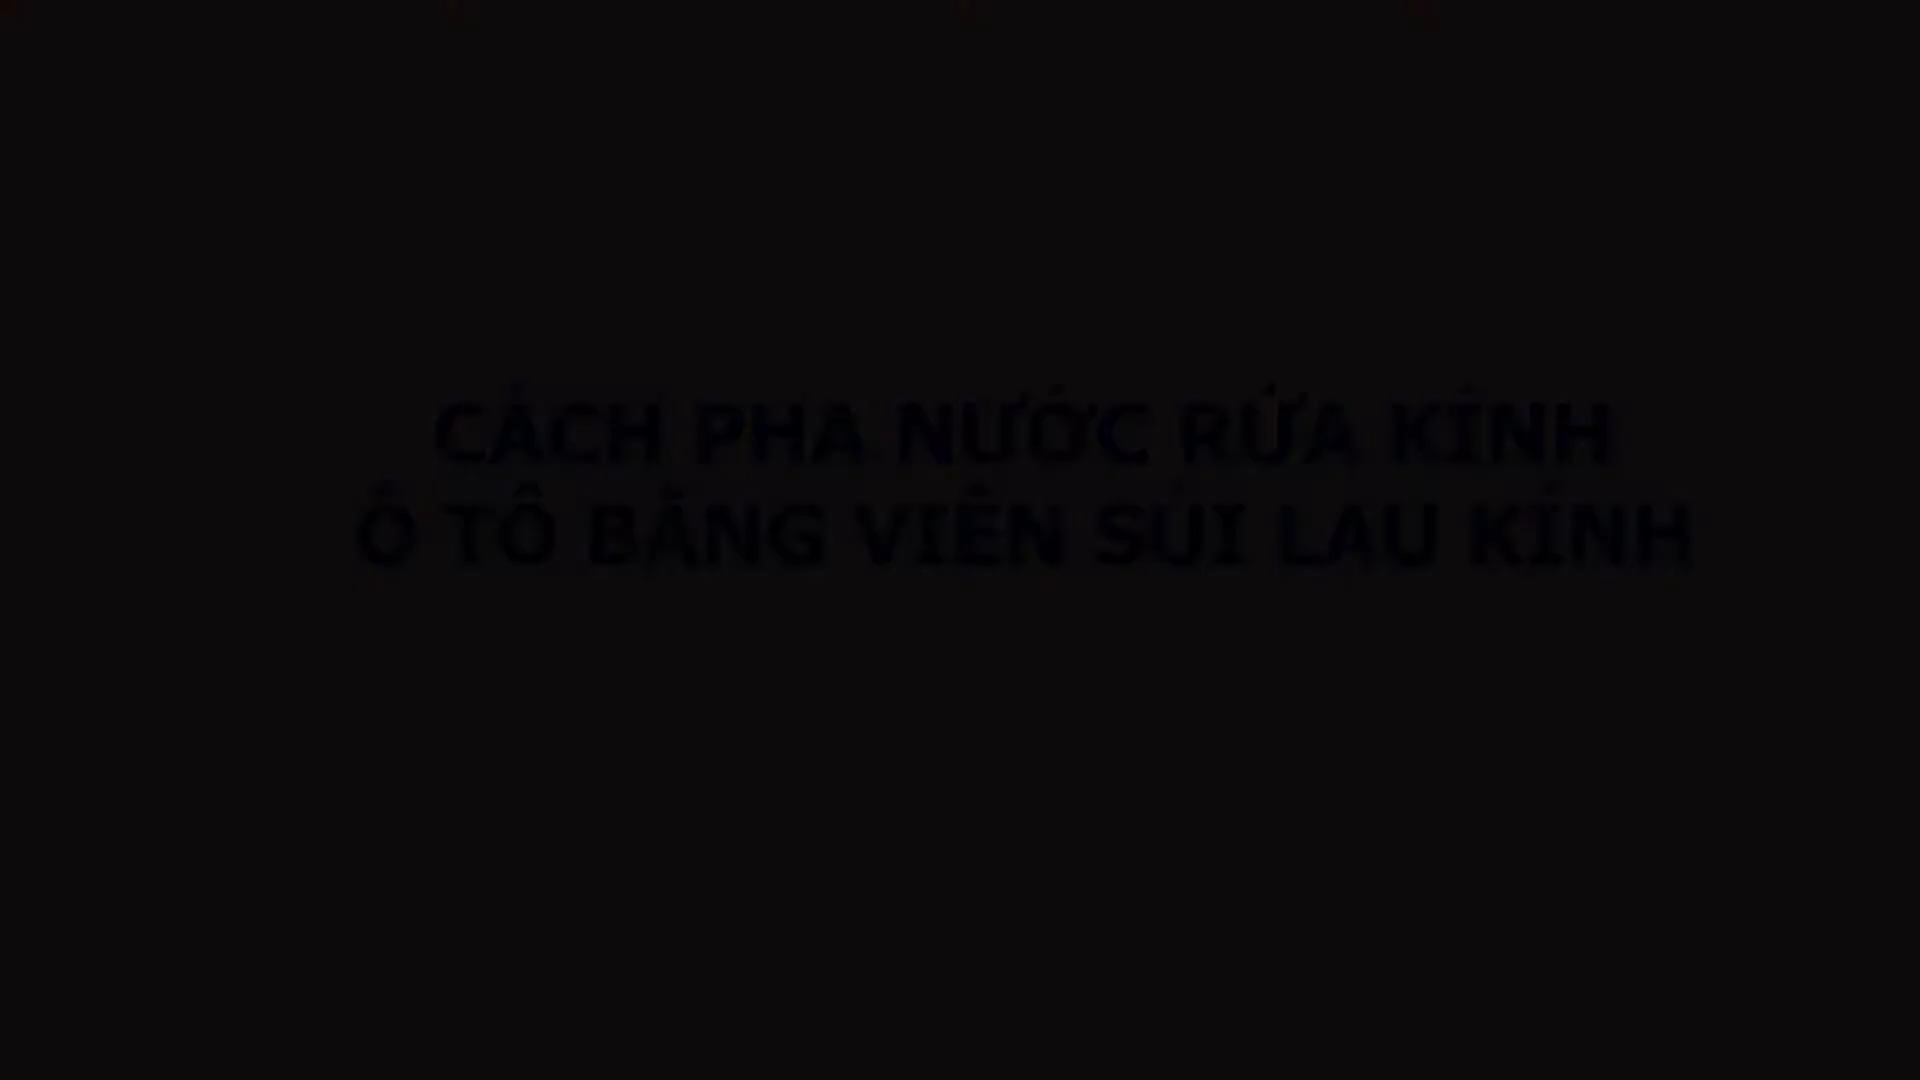 CÁCH PHA NƯỚC RỬA KÍNH
Ô TÔ BẰNG VIÊN SỦI LAU KÍNH